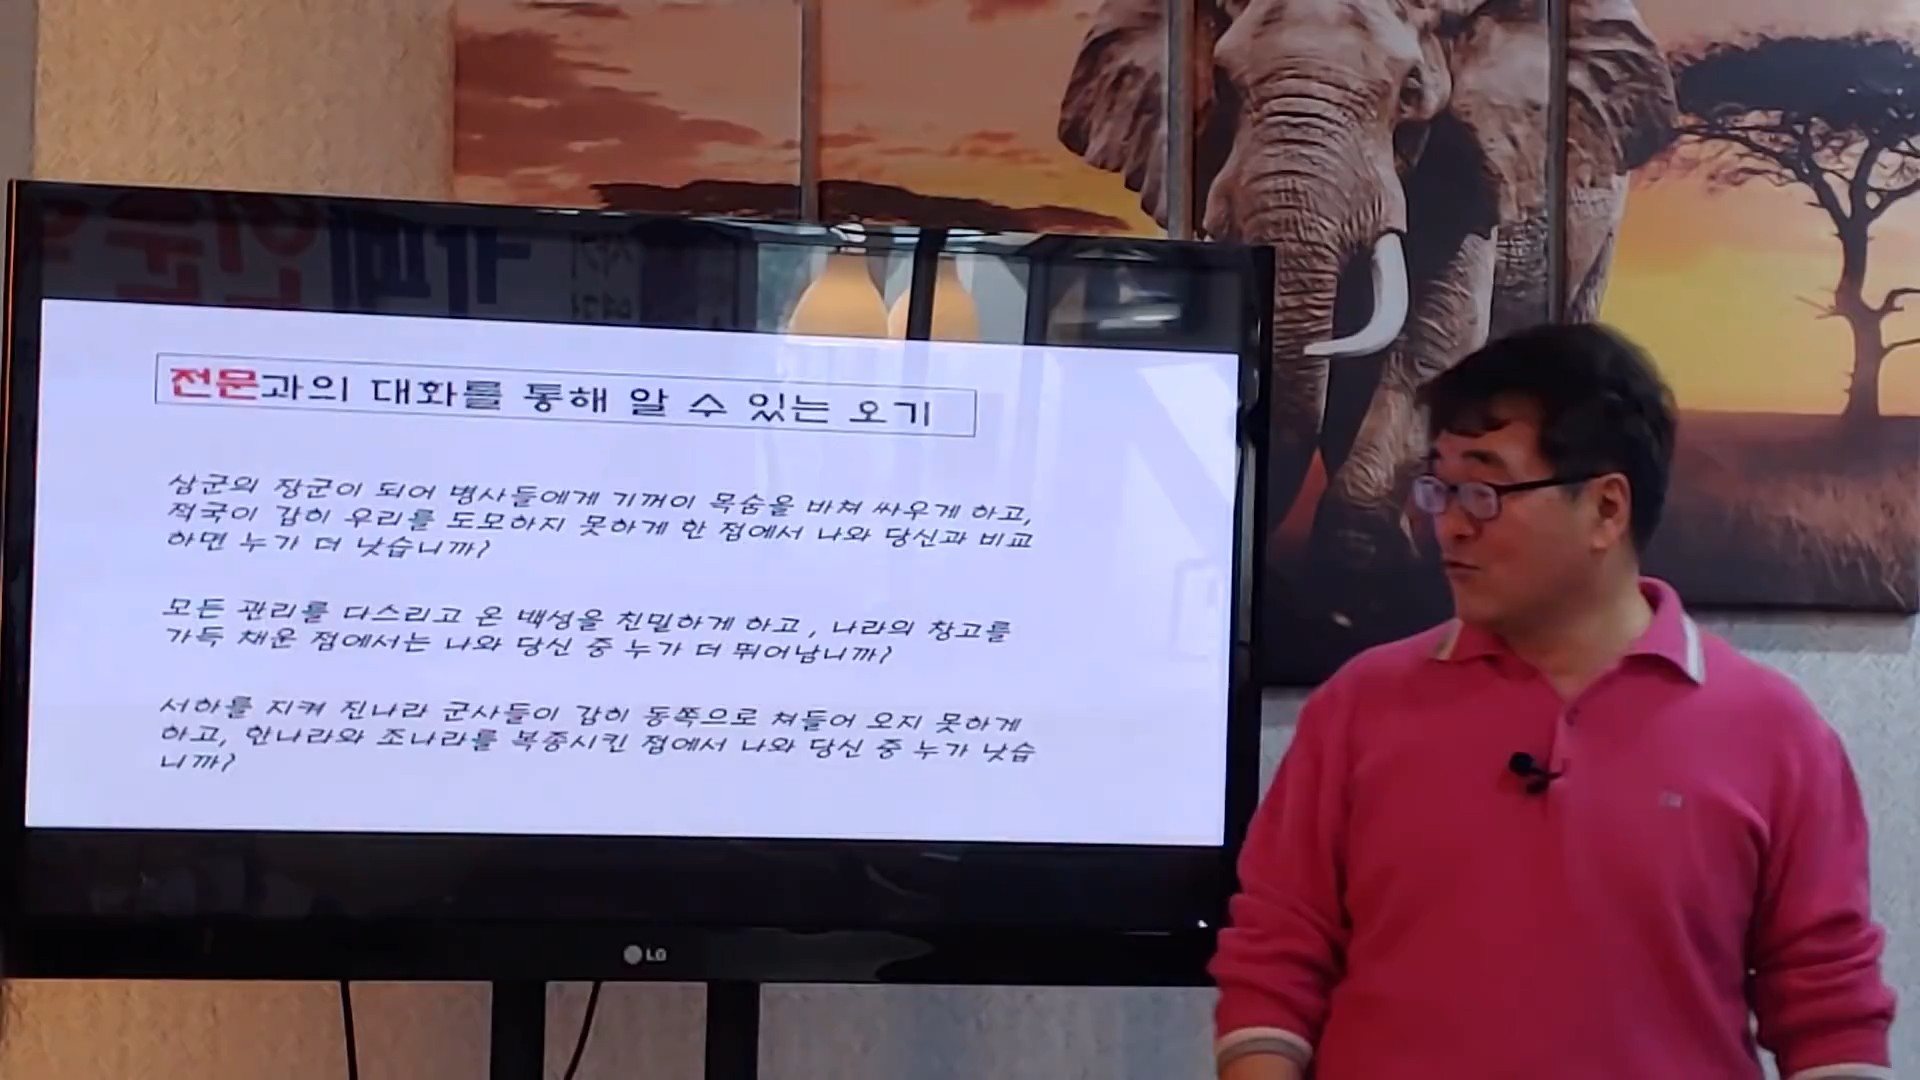 전문과의 대화를 통해 알 수 있는 오기
삼군의 장군이 되어 병사들에게 기꺼이 목숨을 바쳐 싸우게 하고,
적국이 감히 우리를 도모하지 못하게 한 점에서 나와 당신과 비교
하면 누가 더 낫습니까?
모든 관리를 다스리고 온 백성을 친밀하게 하고, 나라의 창고를
가득 채운 점에서는 나와 당신 중 누가 더 뛰어납니까?
서하를 지켜 진나라 군사들이 감히 동쪽으로 쳐들어 오지 못하게
하고, 한나라와 조나라를 복종시킨 점에서 나와 당신 중 누가 낫습
니까?
LG